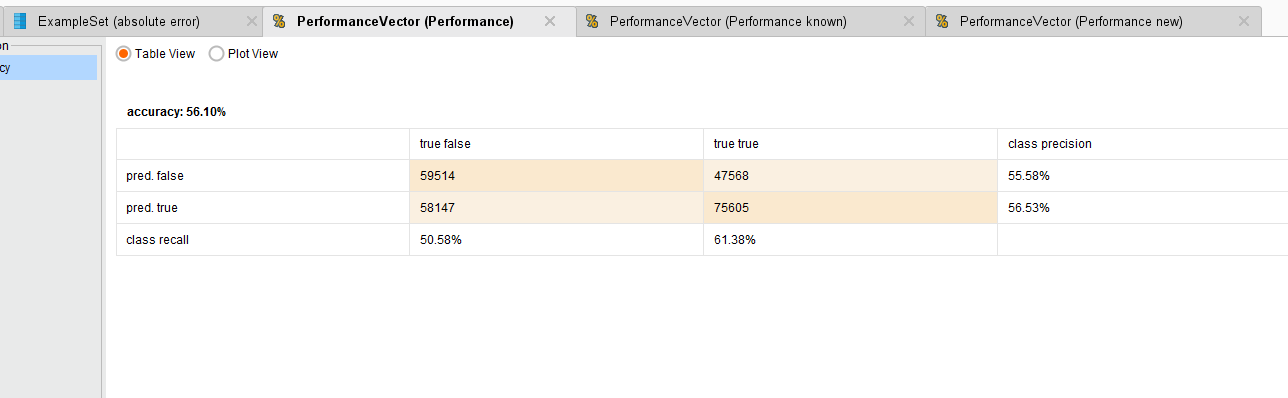 ExampleSet (absolute error) PerformanceVector (Performance) PerformanceVector (Performance known) PerformanceVector (Performance new)
on
cy
Table View Plot View
accuracy: 56.10%
true false true true class precision
pred. false 59514 47568 55.58%
pred. true 58147 75605 56.53%
class recall 50.58% 61.38%